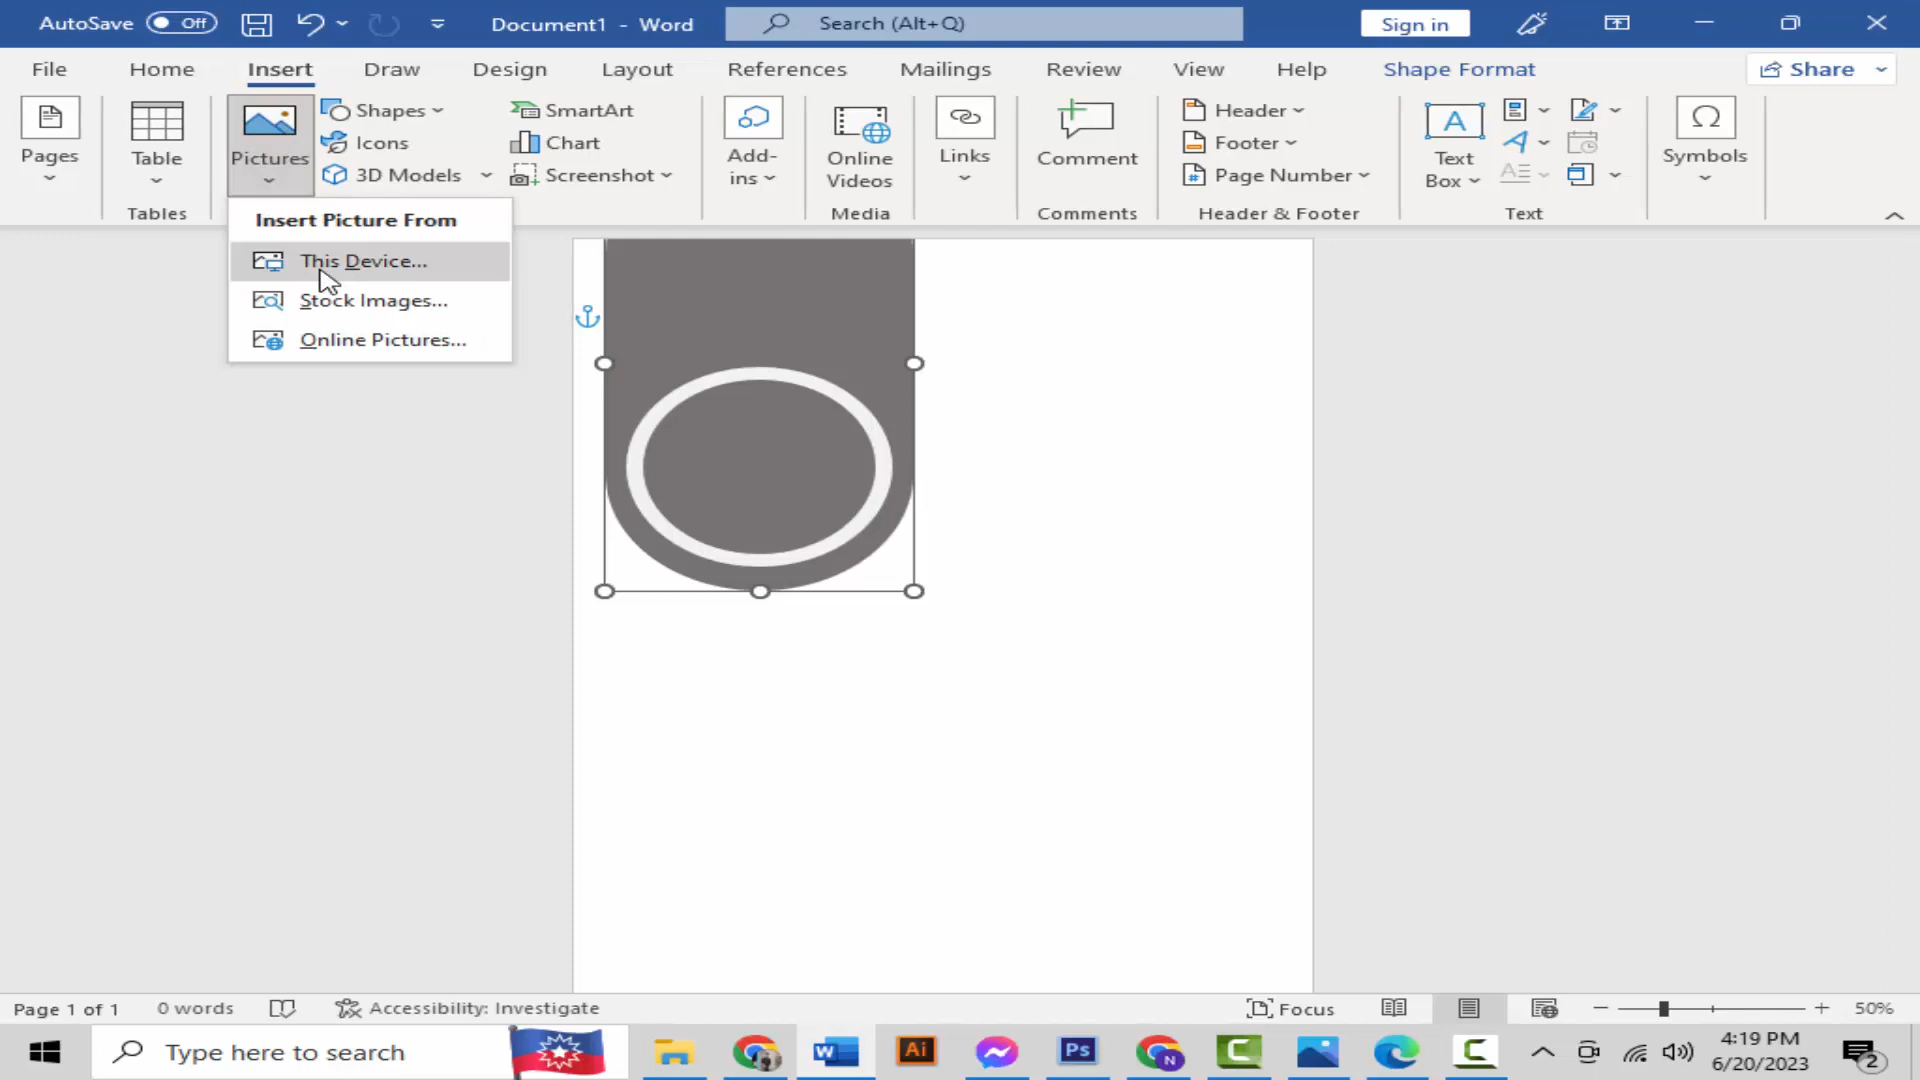 AutoSave Off Document1 - Word Search (Alt+Q) Sign in
File Home Insert Draw Design Layout References Mailings Review View Help Shape Format Share
Pages
Table
Tables
Pictures
Shapes
Icons
3D Models
SmartArt
Chart
Screenshot
Add-
ins
Online
Videos
Media
Links
Comment
Comments
Header
Footer
Page Number
Header & Footer
A
Text
Box
Text
Ω
Symbols
Insert Picture From
This Device...
Stock Images...
Online Pictures...
Page 1 of 1 0 words Accessibility: Investigate Focus 50%
Type here to search
W
Ai
Ps
N
4:19 PM
6/20/2023
2